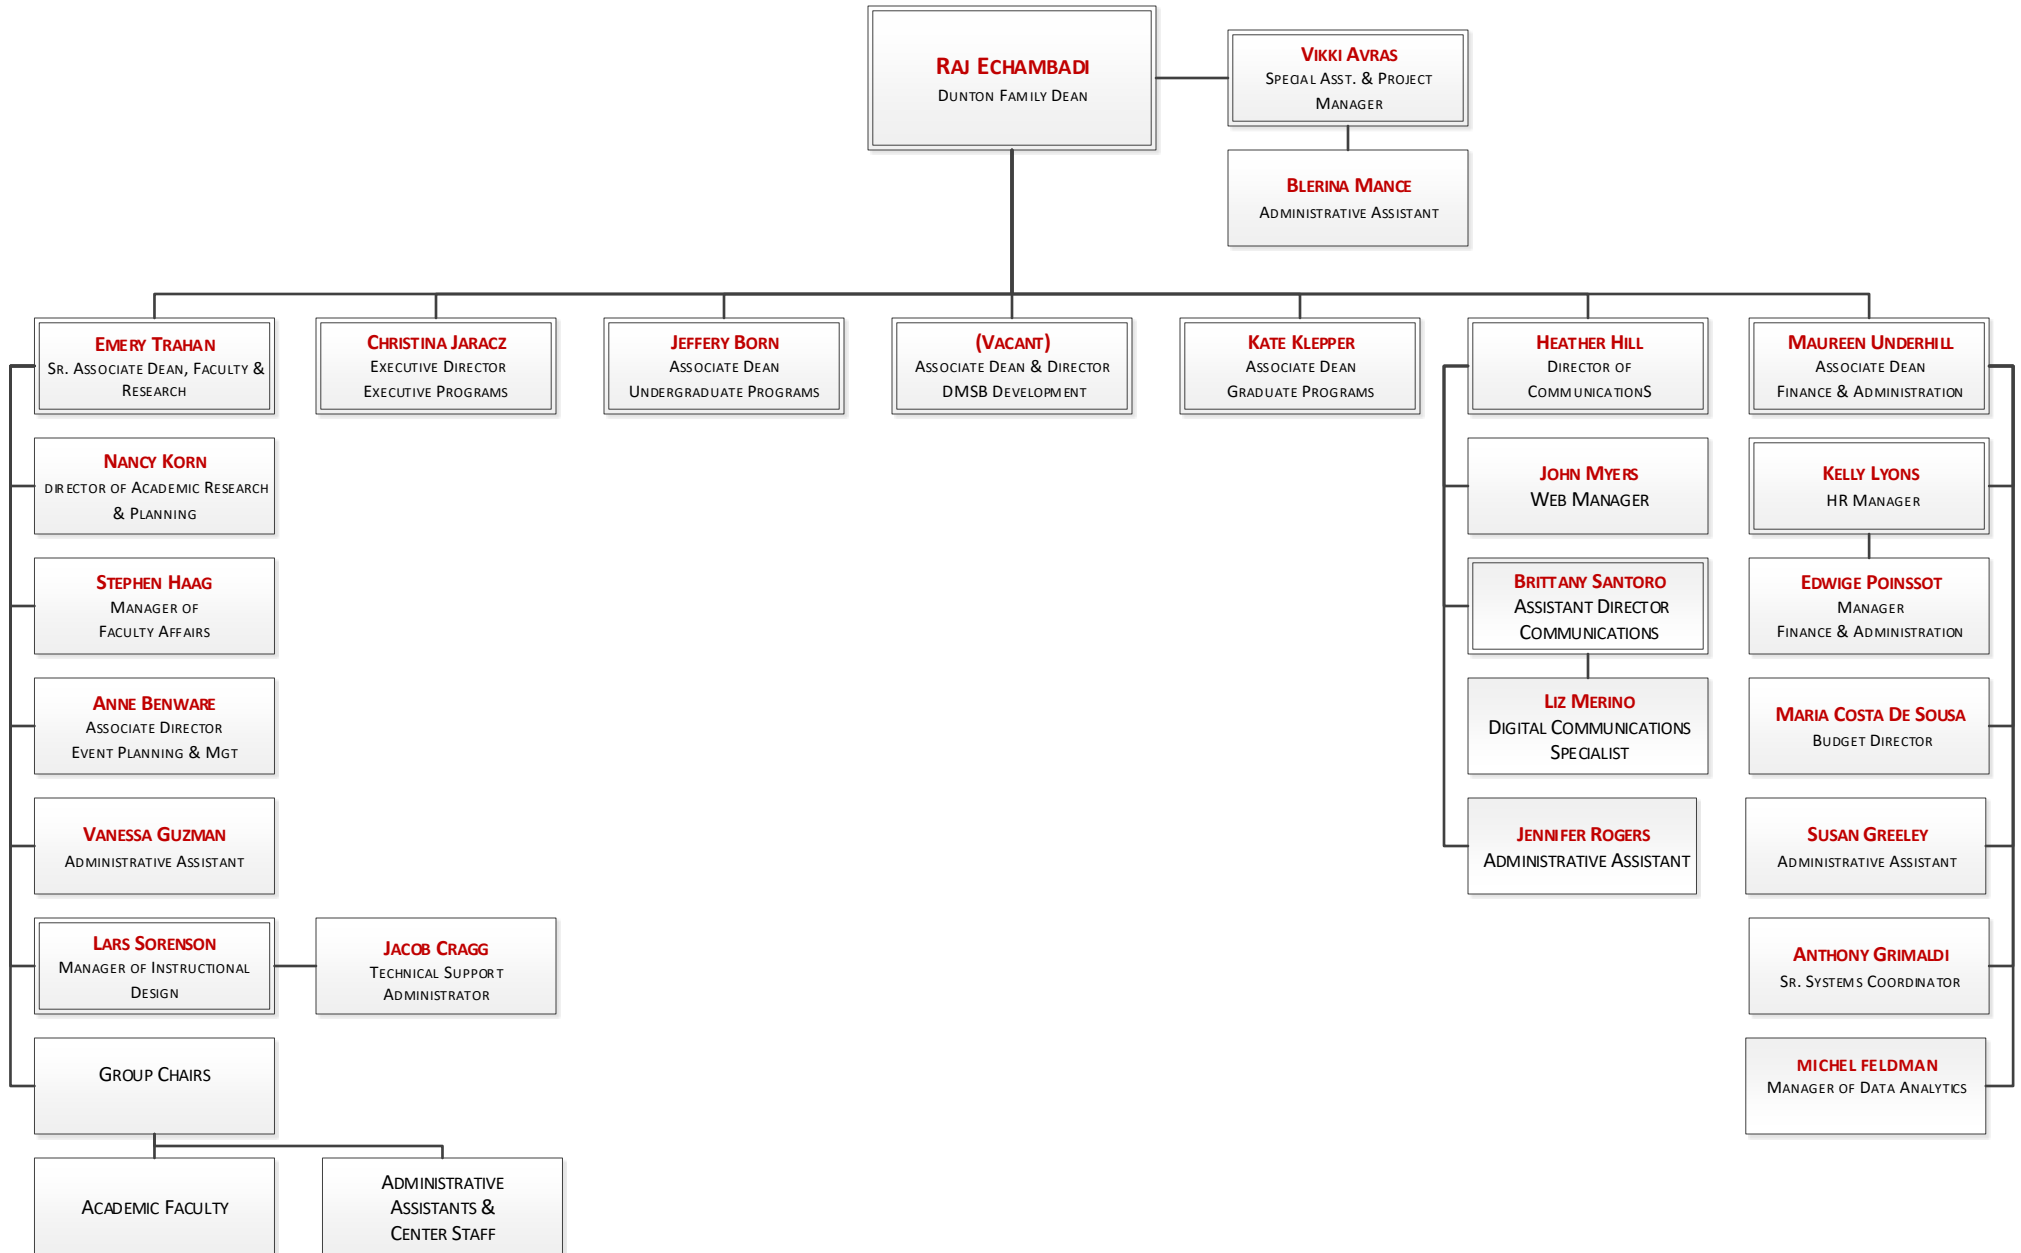 RAJ ECHAMBADI
DUNTON FAMILY DEAN
VIKKI AVRAS
SPECIAL ASST. & PROJECT
MANAGER
BLERINA MANCE
ADMINISTRATIVE ASSISTANT
EMERY TRAHAN
SR. ASSOCIATE DEAN, FACULTY &
RESEARCH
CHRISTINA JARACZ
EXECUTIVE DIRECTOR
EXECUTIVE PROGRAMS
JEFFERY BORN
ASSOCIATE DEAN
UNDERGRADUATE PROGRAMS
(VACANT)
ASSOCIATE DEAN & DIRECTOR
DMSB DEVELOPMENT
KATE KLEPPER
ASSOCIATE DEAN
GRADUATE PROGRAMS
HEATHER HILL
DIRECTOR OF
COMMUNICATIONS
MAUREEN UNDERHILL
ASSOCIATE DEAN
FINANCE & ADMINISTRATION
NANCY KORN
DIRECTOR OF ACADEMIC RESEARCH
& PLANNING
STEPHEN HAAG
MANAGER OF
FACULTY AFFAIRS
ANNE BENWARE
ASSOCIATE DIRECTOR
EVENT PLANNING & MGT
VANESSA GUZMAN
ADMINISTRATIVE ASSISTANT
LARS SORENSON
MANAGER OF INSTRUCTIONAL
DESIGN
JACOB CRAGG
TECHNICAL SUPPORT
ADMINISTRATOR
GROUP CHAIRS
ACADEMIC FACULTY
ADMINISTRATIVE
ASSISTANTS &
CENTER STAFF
JOHN MYERS
WEB MANAGER
BRITTANY SANTORO
ASSISTANT DIRECTOR
COMMUNICATIONS
LIZ MERINO
DIGITAL COMMUNICATIONS
SPECIALIST
JENNIFER ROGERS
ADMINISTRATIVE ASSISTANT
KELLY LYONS
HR MANAGER
EDWIGE POINSSOT
MANAGER
FINANCE & ADMINISTRATION
MARIA COSTA DE SOUSA
BUDGET DIRECTOR
SUSAN GREELEY
ADMINISTRATIVE ASSISTANT
ANTHONY GRIMALDI
SR. SYSTEMS COORDINATOR
MICHEL FELDMAN
MANAGER OF DATA ANALYTICS